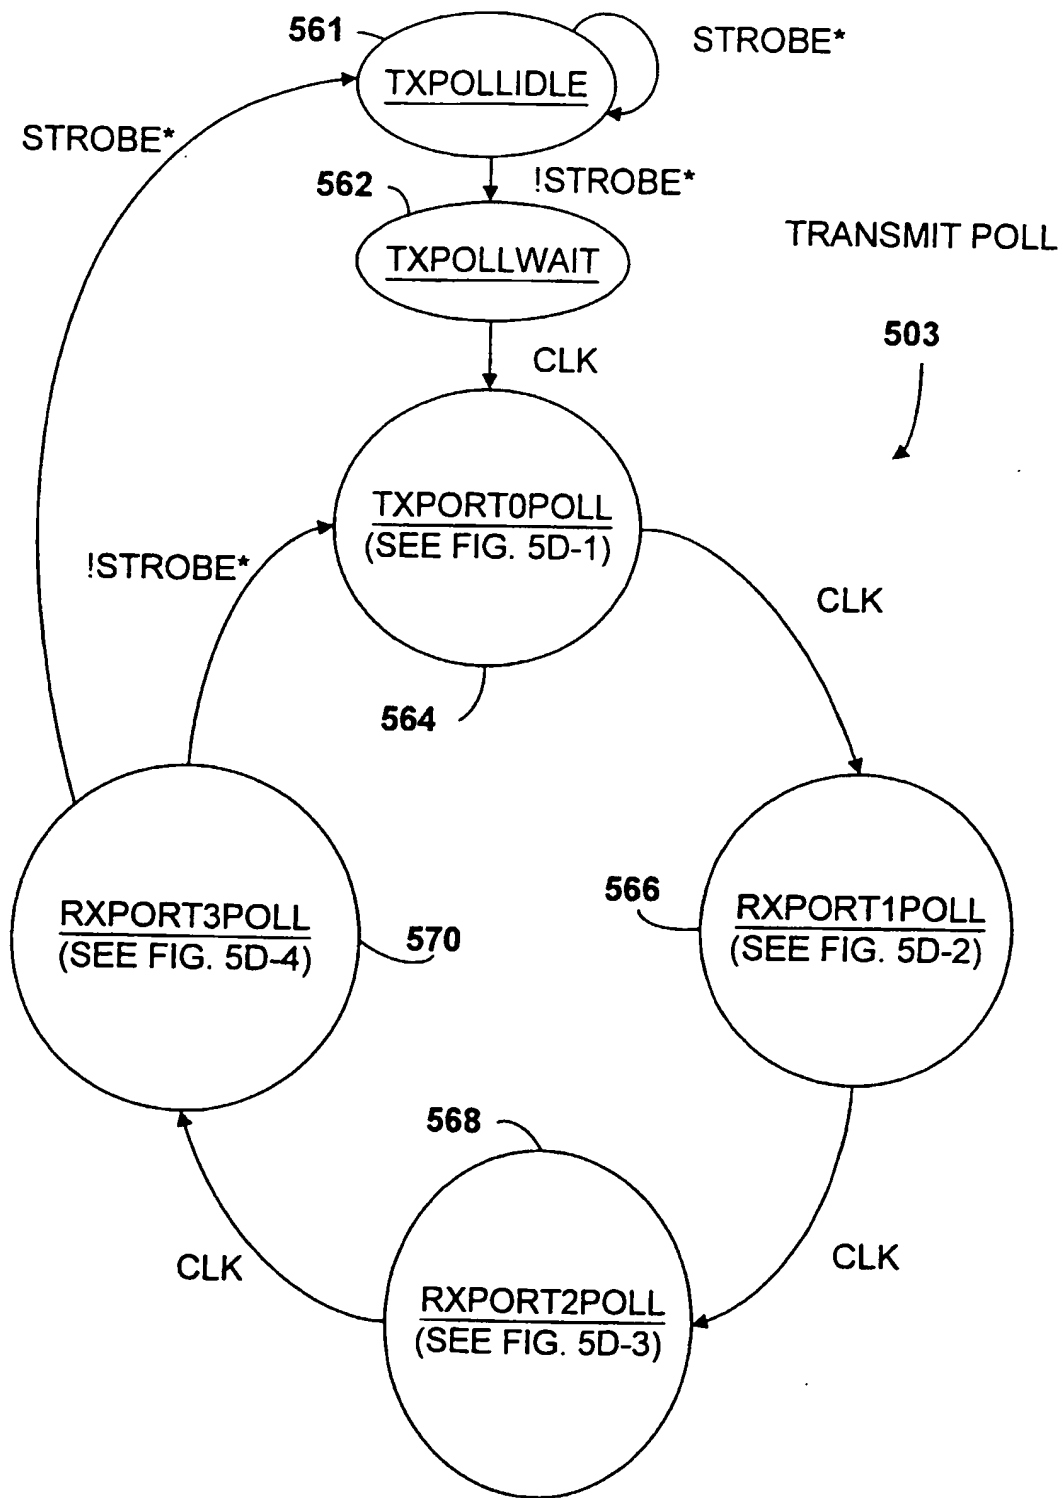 561
STROBE*
TXPOLLIDLE
STROBE*
562
!STROBE*
TRANSMIT POLL
TXPOLLWAIT
503
CLK
TXPORT0POLL
(SEE FIG. 5D-1)
!STROBE*
CLK
564
566
RXPORT3POLL
(SEE FIG. 5D-4)
570
RXPORT1POLL
(SEE FIG. 5D-2)
568
CLK
CLK
RXPORT2POLL
(SEE FIG. 5D-3)